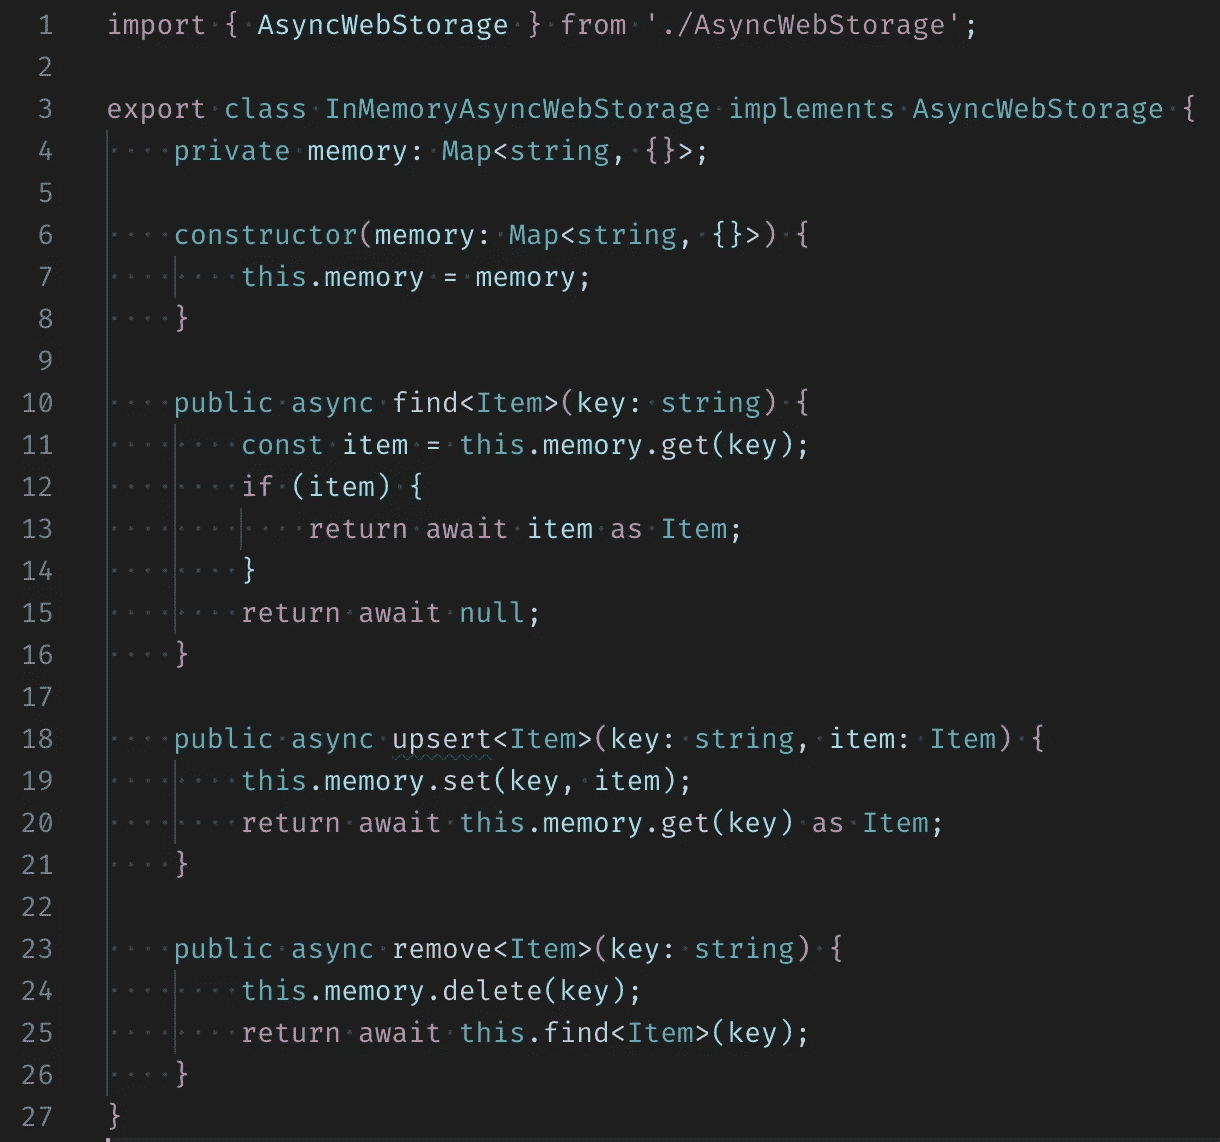 1 import { AsyncWebStorage } from './AsyncWebStorage';
2
3 export class InMemoryAsyncWebStorage implements AsyncWebStorage {
4     private memory: Map<string, {}>;
5
6     constructor(memory: Map<string, {}>) {
7         this.memory = memory;
8     }
9
10     public async find<Item>(key: string) {
11         const item = this.memory.get(key);
12         if (item) {
13             return await item as Item;
14         }
15         return await null;
16     }
17
18     public async upsert<Item>(key: string, item: Item) {
19         this.memory.set(key, item);
20         return await this.memory.get(key) as Item;
21     }
22
23     public async remove<Item>(key: string) {
24         this.memory.delete(key);
25         return await this.find<Item>(key);
26     }
27 }